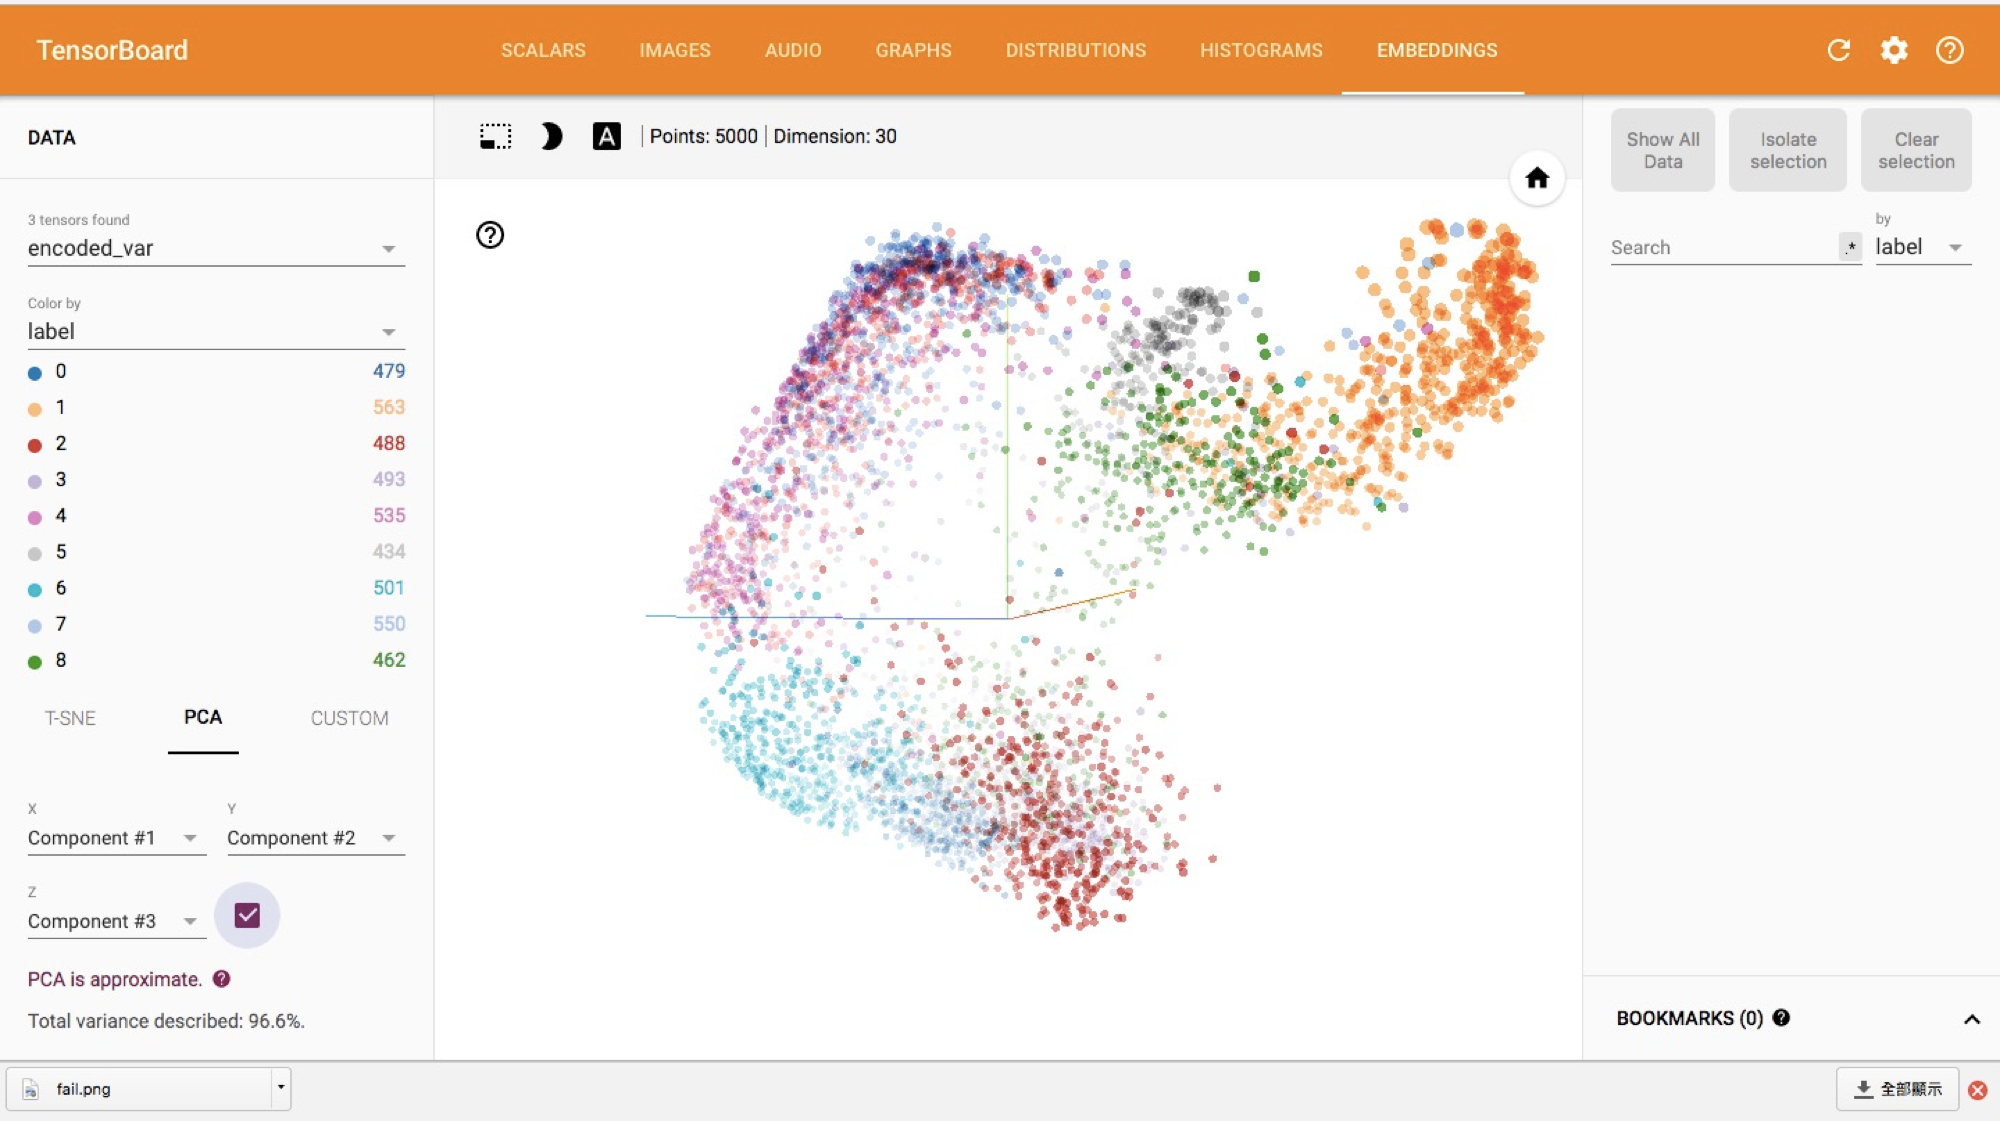 TensorBoard
SCALARS IMAGES AUDIO GRAPHS DISTRIBUTIONS HISTOGRAMS EMBEDDINGS
DATA
3 tensors found
encoded_var
Color by
label
0 479
1 563
2 488
3 493
4 535
5 434
6 501
7 550
8 462
T-SNE PCA CUSTOM
X Y
Component #1 Component #2
Z
Component #3
PCA is approximate.
Total variance described: 96.6%.
A Points: 5000 Dimension: 30
Show All
Data
Isolate
selection
Clear
selection
by
Search .* label
BOOKMARKS (0)
fail.png
全部顯示